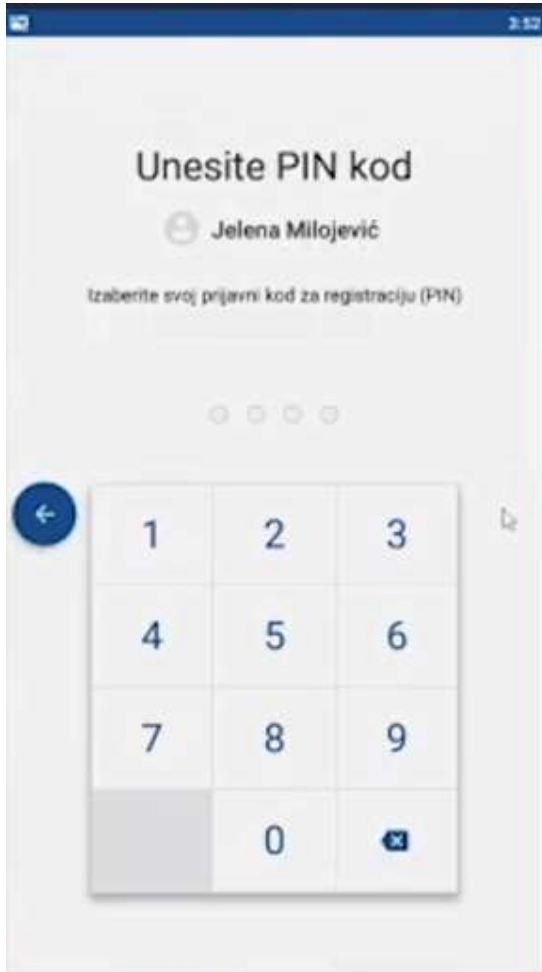 3:52
Unesite PIN kod
Jelena Milojević
Izaberite svoj prijavni kod za registraciju (PIN)
1 2 3
4 5 6
7 8 9
0